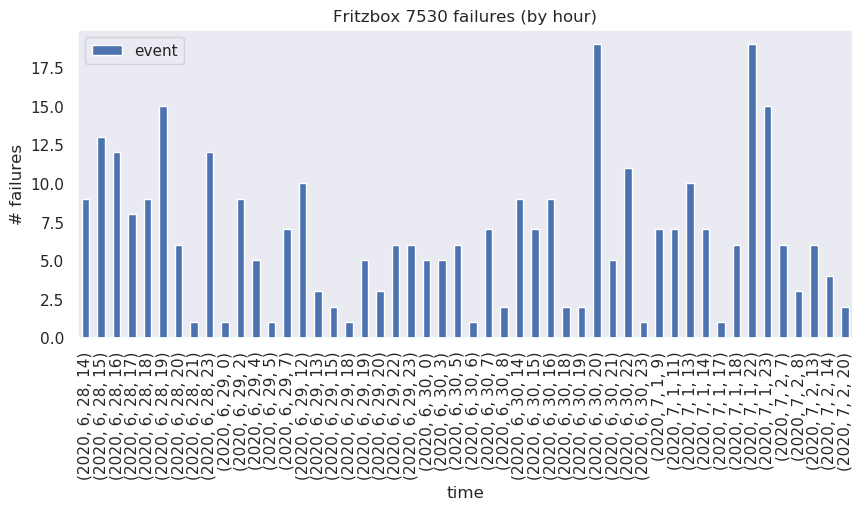 Fritzbox 7530 failures (by hour)
event
# failures
17.5
15.0
12.5
10.0
7.5
5.0
2.5
0.0
(2020, 6, 28, 14)
(2020, 6, 28, 15)
(2020, 6, 28, 16)
(2020, 6, 28, 17)
(2020, 6, 28, 18)
(2020, 6, 28, 19)
(2020, 6, 28, 20)
(2020, 6, 28, 21)
(2020, 6, 28, 23)
(2020, 6, 29, 0)
(2020, 6, 29, 2)
(2020, 6, 29, 4)
(2020, 6, 29, 5)
(2020, 6, 29, 7)
(2020, 6, 29, 12)
(2020, 6, 29, 13)
(2020, 6, 29, 15)
(2020, 6, 29, 18)
(2020, 6, 29, 19)
(2020, 6, 29, 20)
(2020, 6, 29, 22)
(2020, 6, 29, 23)
(2020, 6, 30, 0)
(2020, 6, 30, 3)
(2020, 6, 30, 5)
(2020, 6, 30, 6)
(2020, 6, 30, 7)
(2020, 6, 30, 8)
(2020, 6, 30, 14)
(2020, 6, 30, 15)
(2020, 6, 30, 16)
(2020, 6, 30, 18)
(2020, 6, 30, 19)
(2020, 6, 30, 20)
(2020, 6, 30, 21)
(2020, 6, 30, 22)
(2020, 6, 30, 23)
(2020, 7, 1, 9)
(2020, 7, 1, 11)
(2020, 7, 1, 13)
(2020, 7, 1, 14)
(2020, 7, 1, 17)
(2020, 7, 1, 18)
(2020, 7, 1, 22)
(2020, 7, 1, 23)
(2020, 7, 2, 7)
(2020, 7, 2, 8)
(2020, 7, 2, 13)
(2020, 7, 2, 14)
(2020, 7, 2, 20)
time